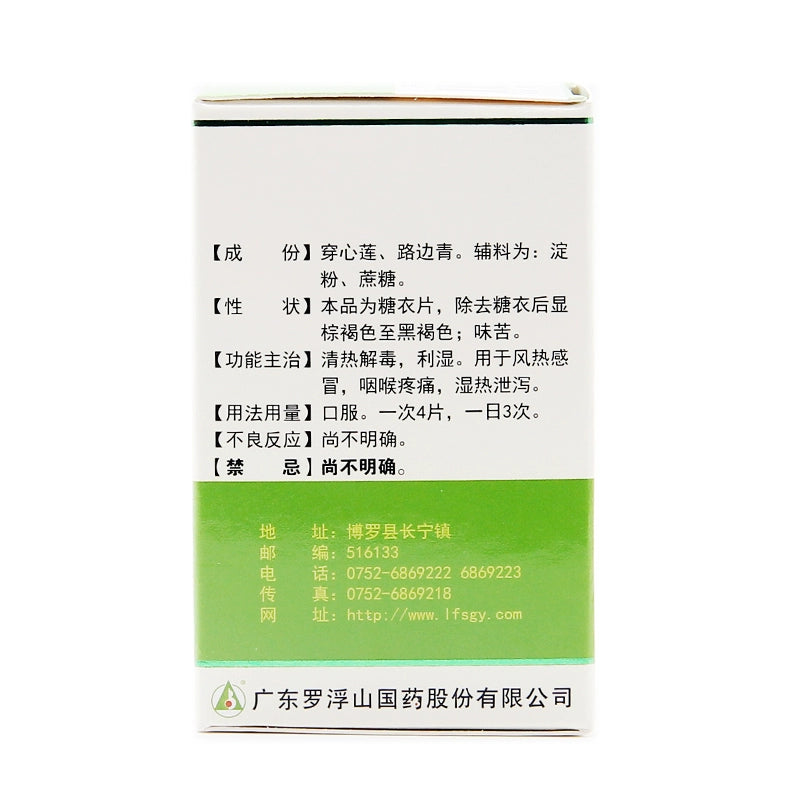 【成　份】穿心莲、路边青。辅料为：淀
粉、蔗糖。
【性　状】本品为糖衣片，除去糖衣后显
棕褐色至黑褐色；味苦。
【功能主治】清热解毒，利湿。用于风热感
冒，咽喉疼痛，湿热泄泻。
【用法用量】口服。一次4片，一日3次。
【不良反应】尚不明确。
【禁　忌】尚不明确。
地　址：博罗县长宁镇
邮　编：516133
电　话：0752-6869222 6869223
传　真：0752-6869218
网　址：http://www.lfsgy.com
广东罗浮山国药股份有限公司